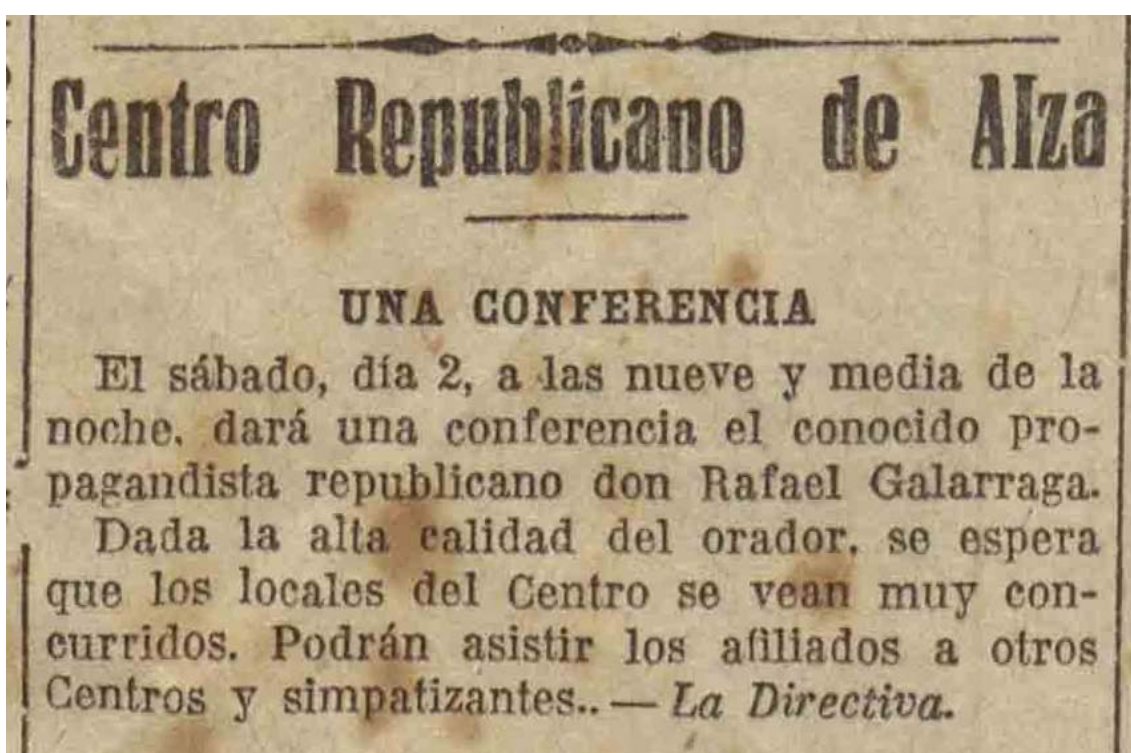 Centro Republicano de Alza
UNA CONFERENCIA
El sábado, día 2, a las nueve y media de la
noche. dará una conferencia el conocido pro-
pagandista republicano don Rafael Galarraga.
Dada la alta calidad del orador. se espera
que los locales del Centro se vean muy con-
curridos. Podrán asistir los afiliados a otros
Centros y simpatizantes.. — La Directiva.